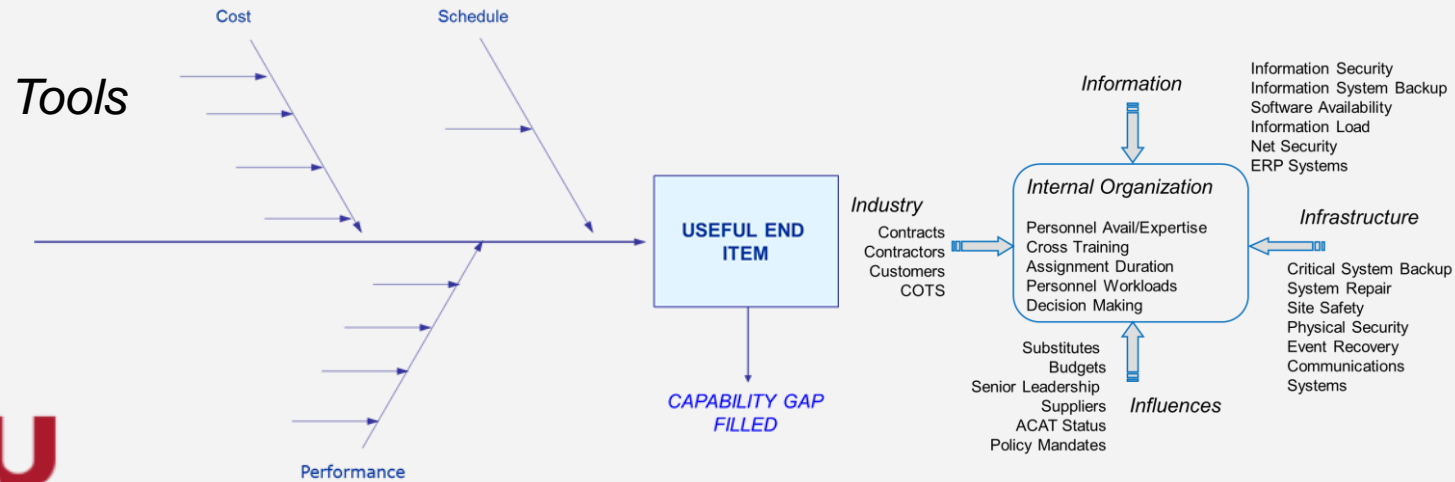 Tools
Cost
Schedule
Performance
USEFUL END
ITEM
CAPABILITY GAP
FILLED
Industry
Contracts
Contractors
Customers
COTS
Information
Information Security
Information System Backup
Software Availability
Information Load
Net Security
ERP Systems
Internal Organization
Personnel Avail/Expertise
Cross Training
Assignment Duration
Personnel Workloads
Decision Making
Infrastructure
Critical System Backup
System Repair
Site Safety
Physical Security
Event Recovery
Communications
Systems
Substitutes
Budgets
Senior Leadership
Suppliers
ACAT Status
Policy Mandates
Influences
U